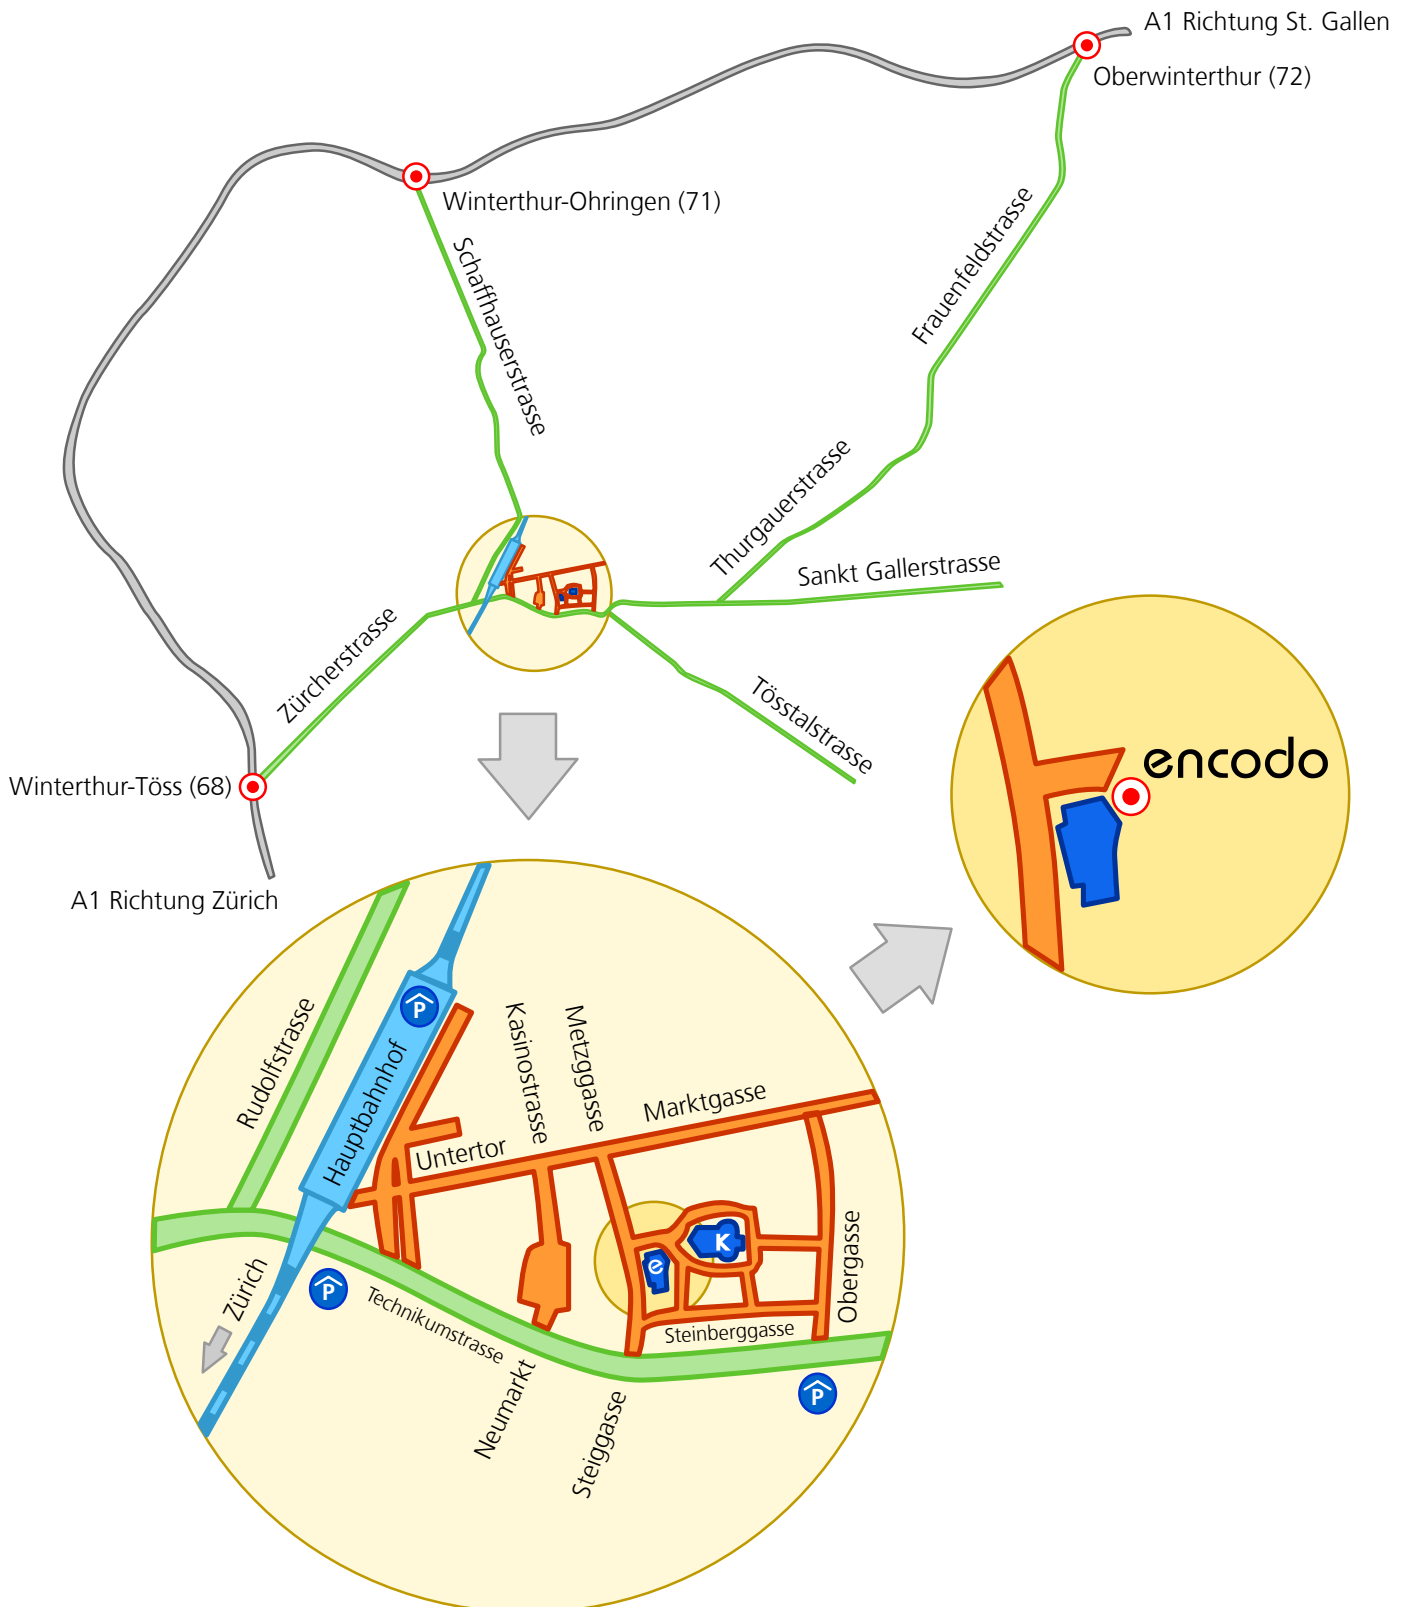 A1 Richtung St. Gallen
Oberwinterthur (72)
Winterthur-Ohringen (71)
Schaffhauserstrasse
Frauenfeldstrasse
Thurgauerstrasse
Sankt Gallerstrasse
Zürcherstrasse
Tösstalstrasse
Winterthur-Töss (68)
A1 Richtung Zürich
encodo
P
Rudolfstrasse
Hauptbahnhof
Kasinostrasse
Metzggasse
Marktgasse
Untertor
K
e
Obergasse
Zürich
P
Technikumstrasse
Steinberggasse
Neumarkt
Steiggasse
P